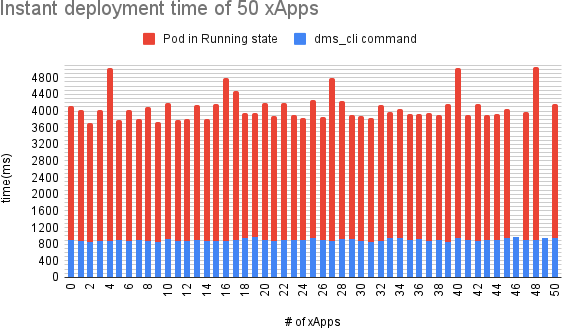 Instant deployment time of 50 xApps
Pod in Running state dms_cli command
4800
4400
4000
3600
3200
2800
2400
2000
1600
1200
800
400
0
time(ms)
0 2 4 6 8 10 12 14 16 18 20 22 24 26 28 30 32 34 36 38 40 42 44 46 48 50
# of xApps